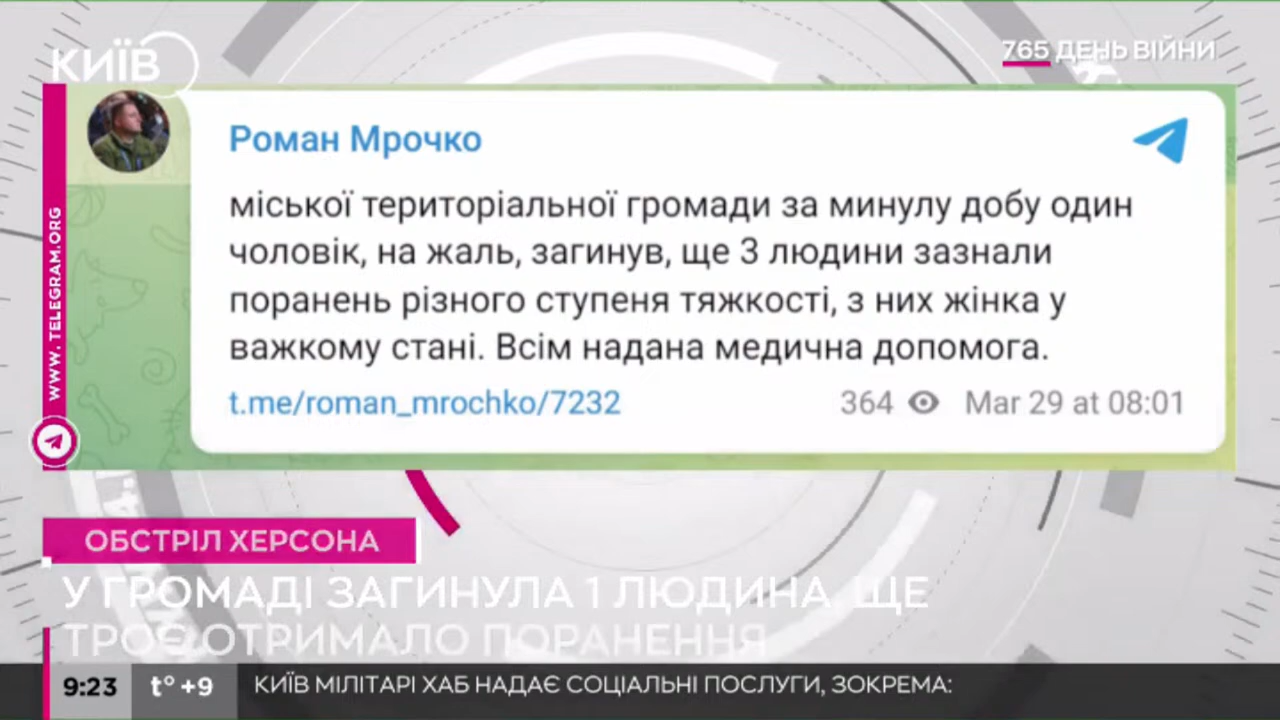 КИЇВ
765 ДЕНЬ ВІЙНИ
WWW. TELEGRAM.ORG
Роман Мрочко
міської територіальної громади за минулу добу один
чоловік, на жаль, загинув, ще 3 людини зазнали
поранень різного ступеня тяжкості, з них жінка у
важкому стані. Всім надана медична допомога.
t.me/roman_mrochko/7232
364 Mar 29 at 08:01
ОБСТРІЛ ХЕРСОНА
У ГРОМАДІ ЗАГИНУЛА 1 ЛЮДИНА, ЩЕ
ТРОЄ ОТРИМАЛО ПОРАНЕННЯ
9:23 t° +9 КИЇВ МІЛІТАРІ ХАБ НАДАЄ СОЦІАЛЬНІ ПОСЛУГИ, ЗОКРЕМА: